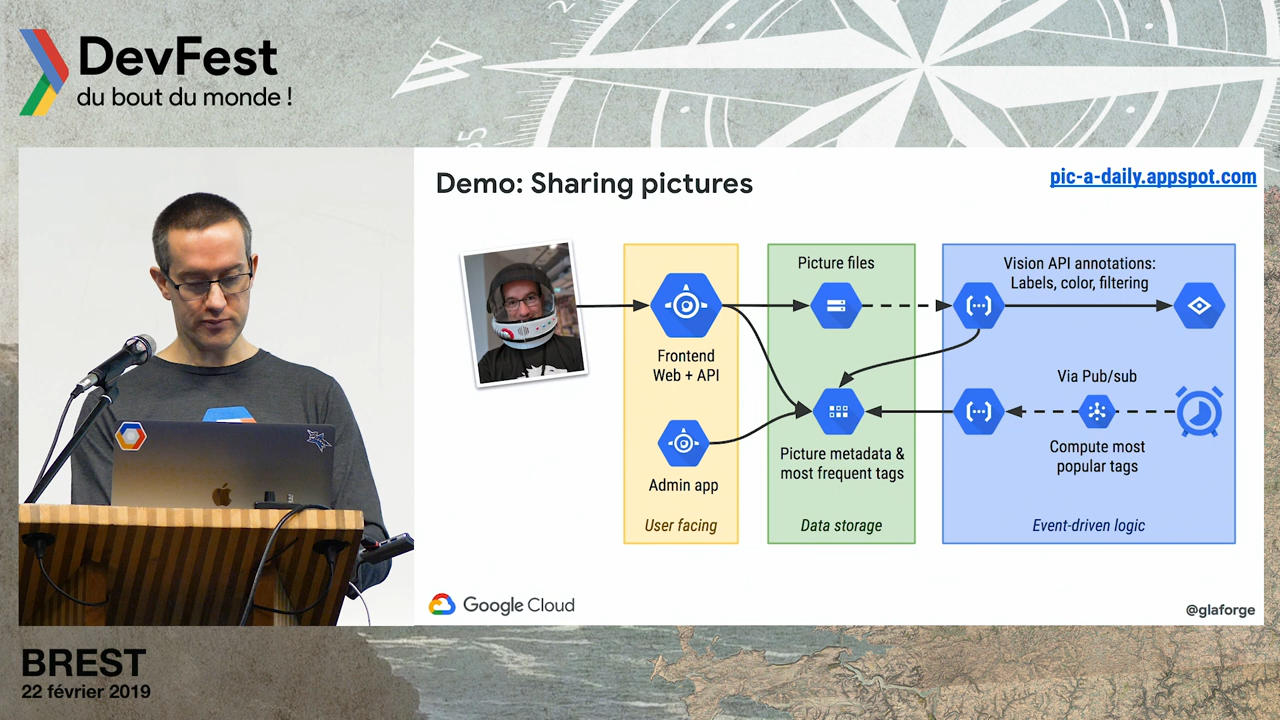 DevFest
du bout du monde !
W
Demo: Sharing pictures
pic-a-daily.appspot.com
Picture files
Vision API annotations:
Labels, color, filtering
Frontend
Web + API
Via Pub/sub
Picture metadata &
most frequent tags
Compute most
popular tags
Admin app
User facing
Data storage
Event-driven logic
Google Cloud
@glaforge
BREST
22 février 2019